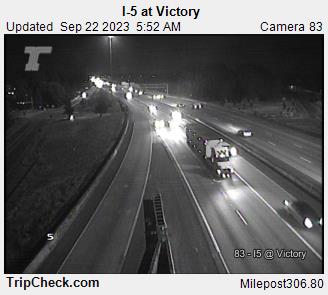 I-5 at Victory
Updated Sep 22 2023 5:52 AM Camera 83
T
S
83 - I5 @ Victory
TripCheck.com Milepost306.80